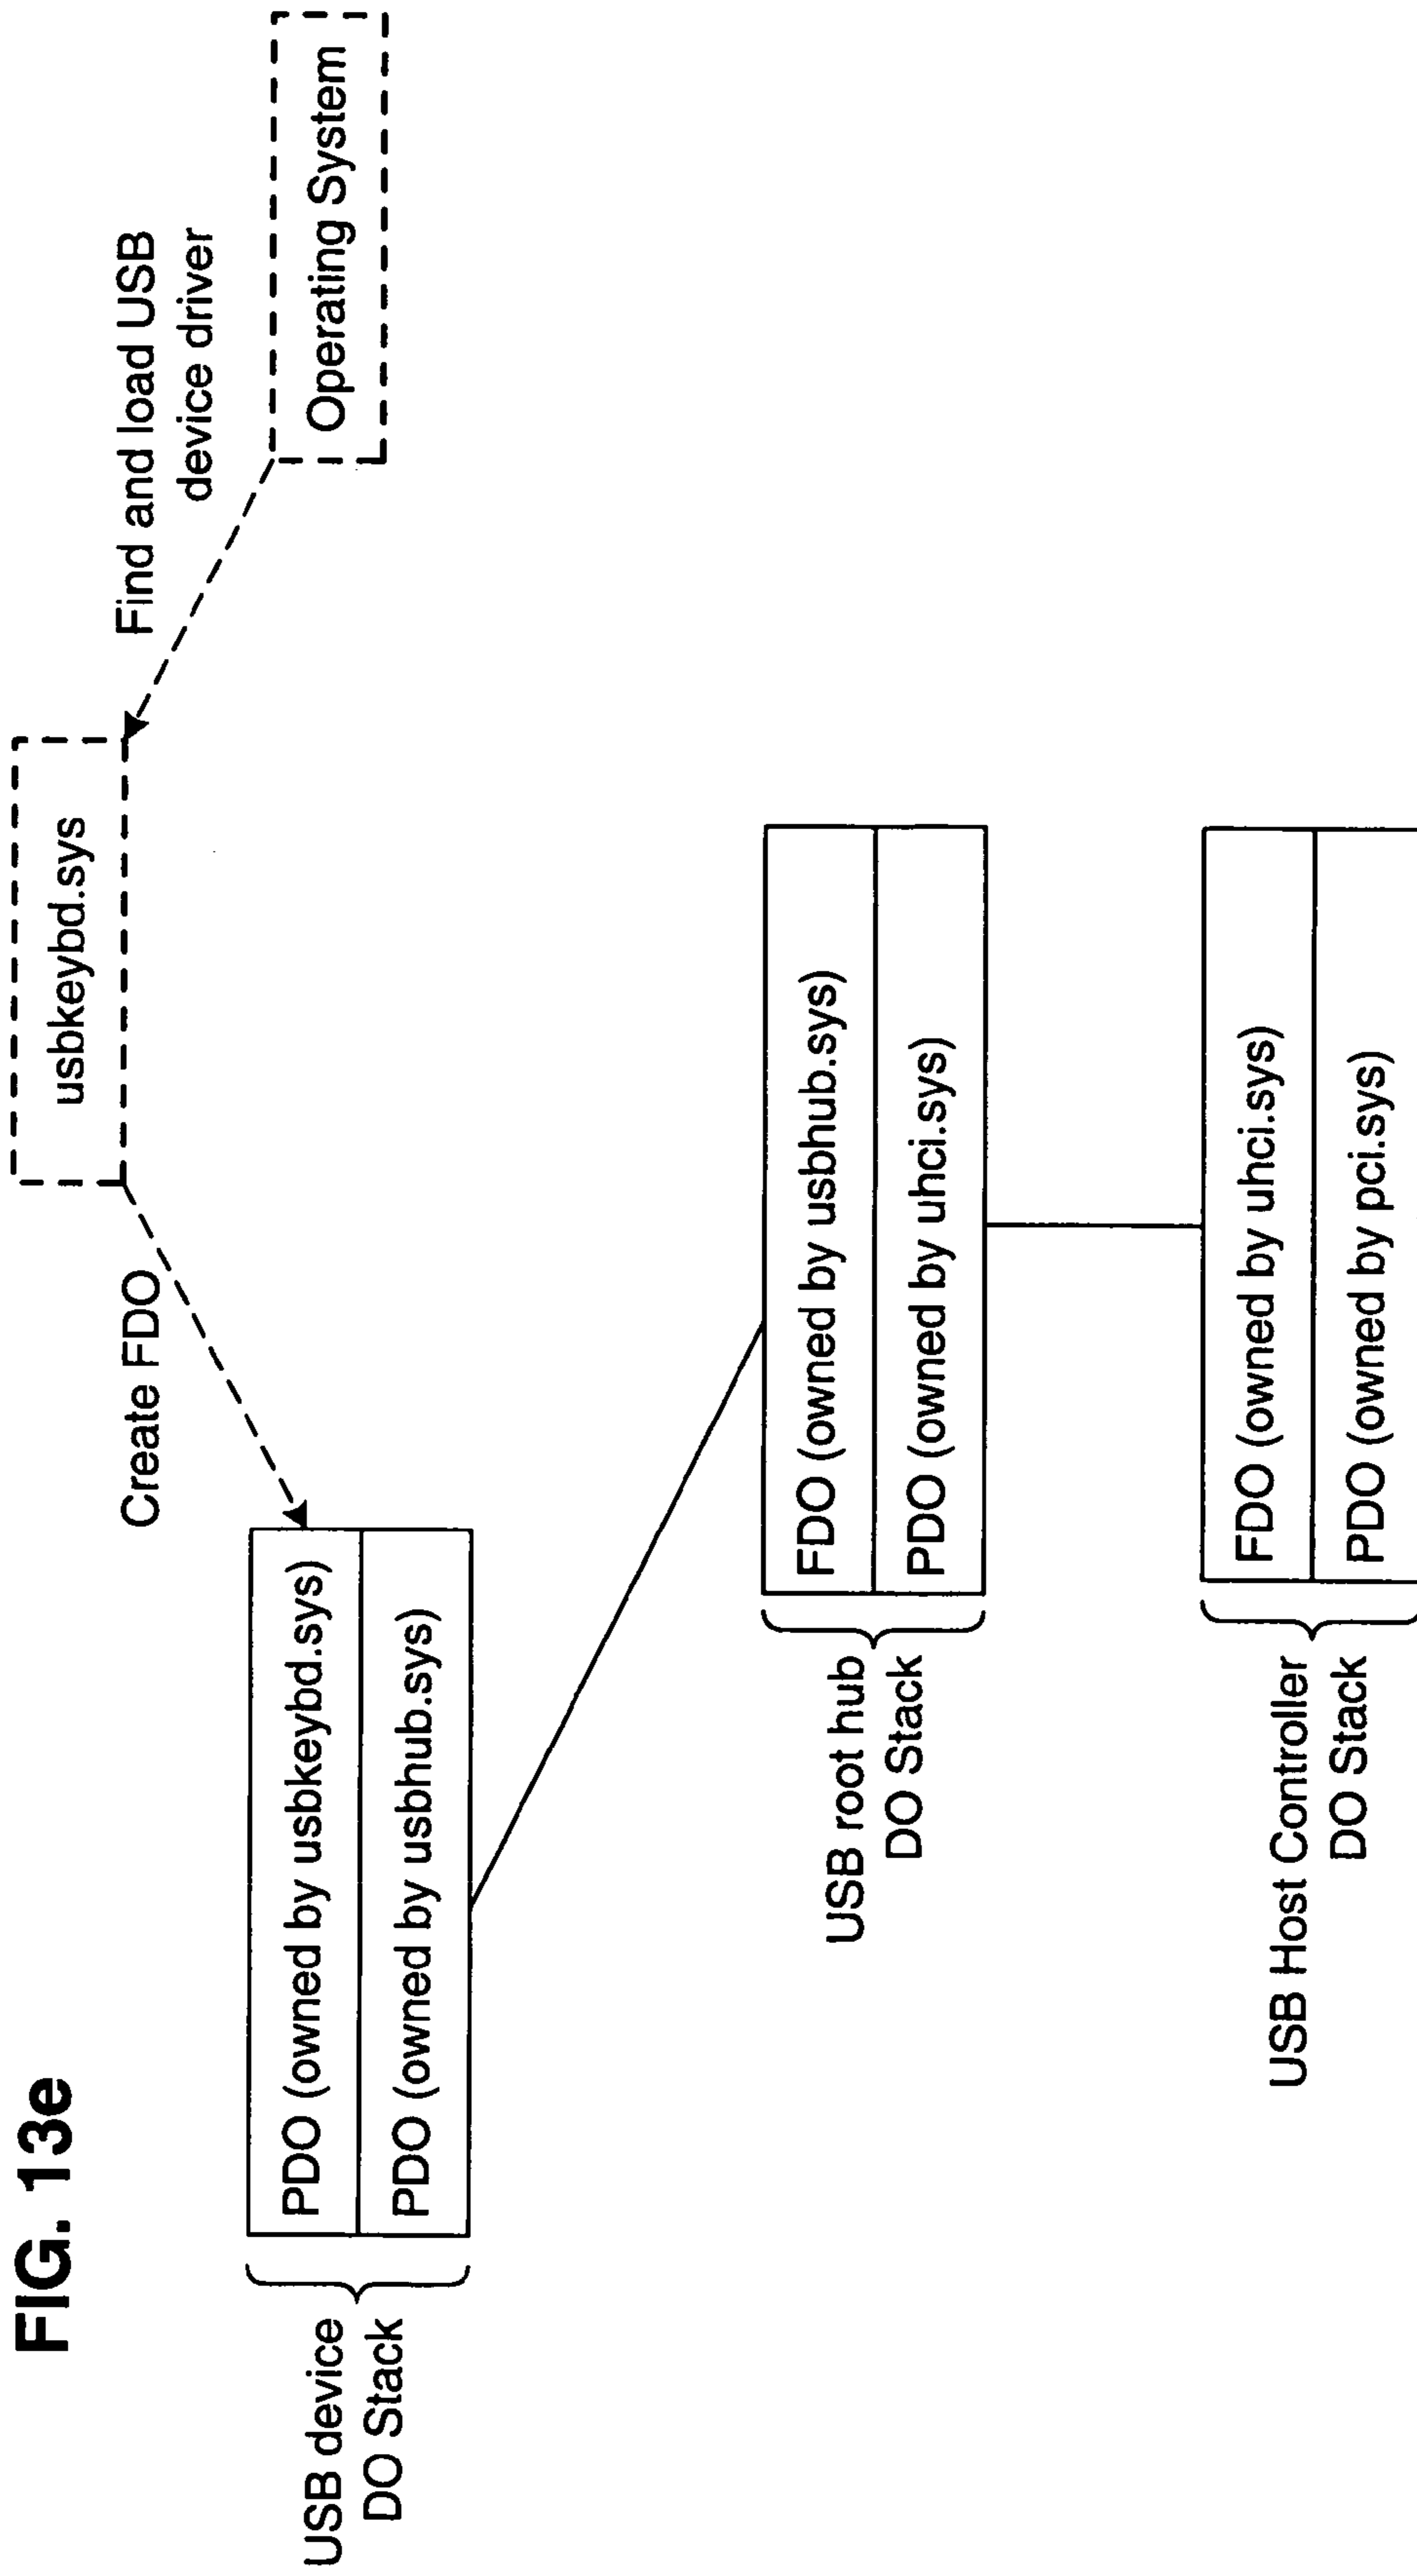 FIG. 13e
usbkeybd.sys
Create FDO
Find and load USB
device driver
Operating System
USB device
DO Stack
PDO (owned by usbkeybd.sys)
PDO (owned by usbhub.sys)
USB root hub
DO Stack
FDO (owned by usbhub.sys)
PDO (owned by uhci.sys)
USB Host Controller
DO Stack
FDO (owned by uhci.sys)
PDO (owned by pci.sys)